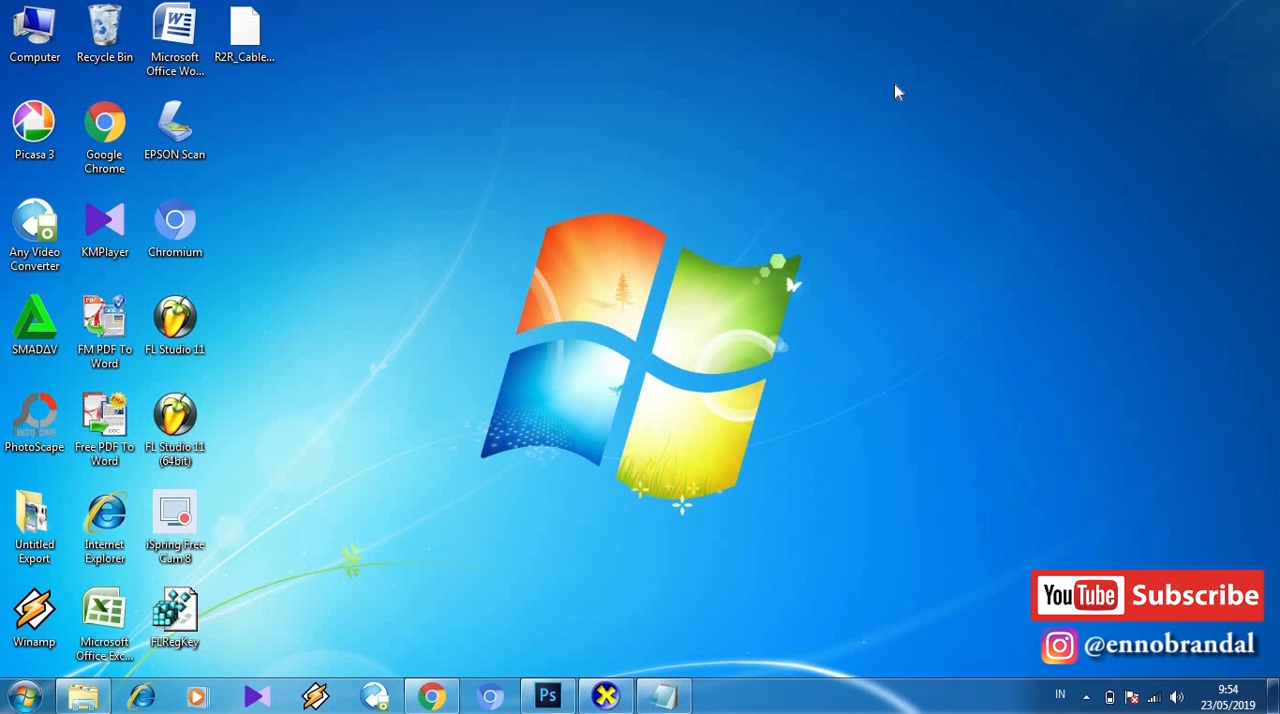 Computer
Recycle Bin
Microsoft
Office Wo...
R2R_Cable...
Picasa 3
Google
Chrome
EPSON Scan
Any Video
Converter
KMPlayer
Chromium
SMADΔV
FM PDF To
Word
FL Studio 11
PhotoScape
Free PDF To
Word
FL Studio 11
(64bit)
Untitled
Export
Internet
Explorer
iSpring Free
Cam 8
Winamp
Microsoft
Office Exc...
FLRegKey
YouTube Subscribe
@ennobrandal
Ps
IN
9:54
23/05/2019